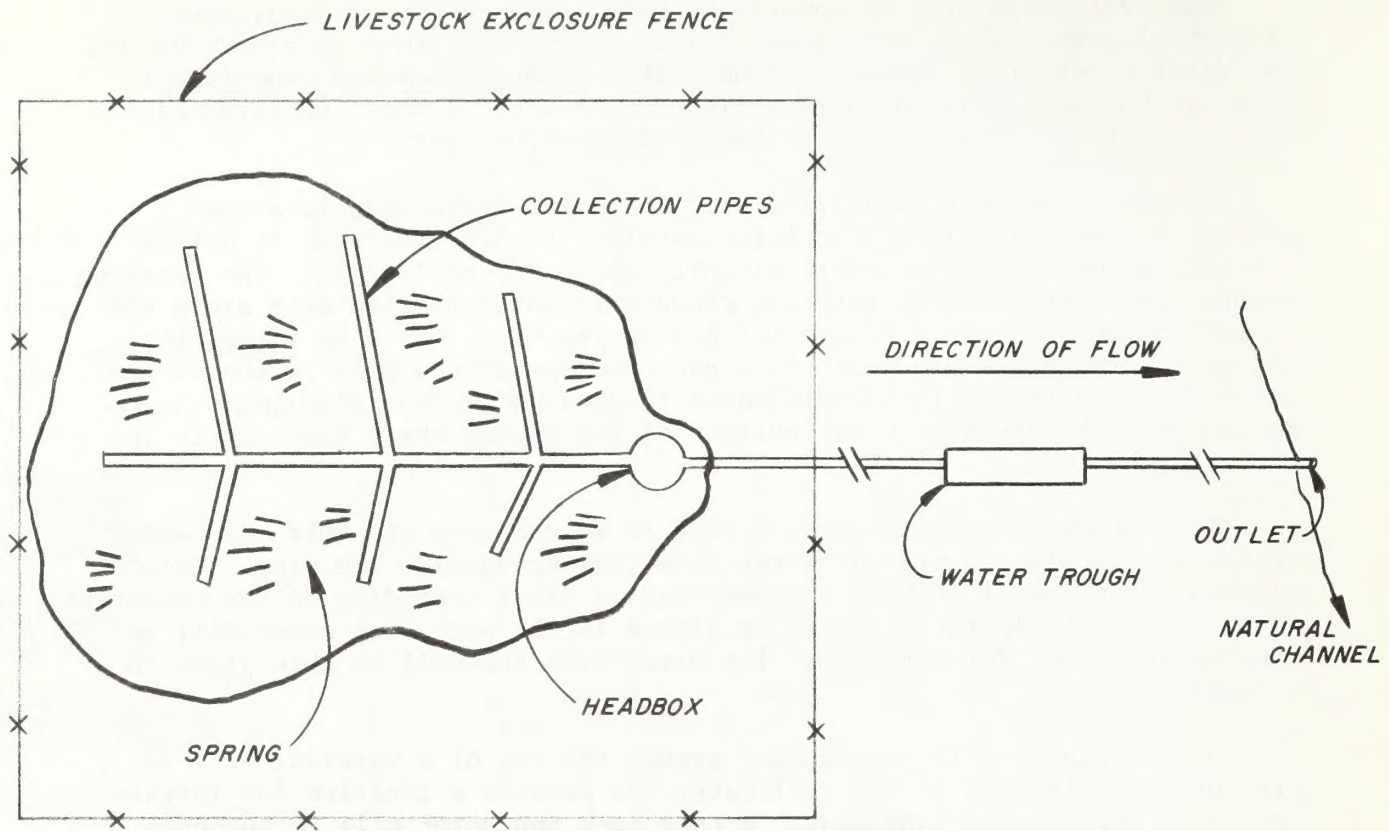 LIVESTOCK EXCLOSURE FENCE
COLLECTION PIPES
DIRECTION OF FLOW
OUTLET
WATER TROUGH
NATURAL
CHANNEL
HEADBOX
SPRING